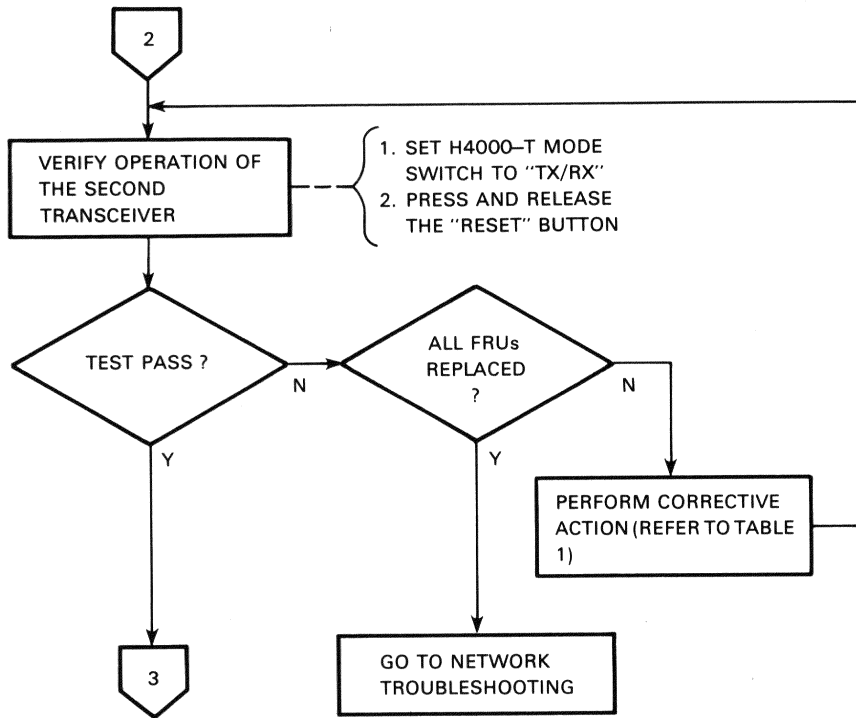 2
VERIFY OPERATION OF
THE SECOND
TRANSCEIVER
1. SET H4000–T MODE
SWITCH TO "TX/RX"
2. PRESS AND RELEASE
THE "RESET" BUTTON
TEST PASS ?
N
Y
ALL FRUs
REPLACED
?
N
Y
PERFORM CORRECTIVE
ACTION (REFER TO TABLE
1)
3
GO TO NETWORK
TROUBLESHOOTING